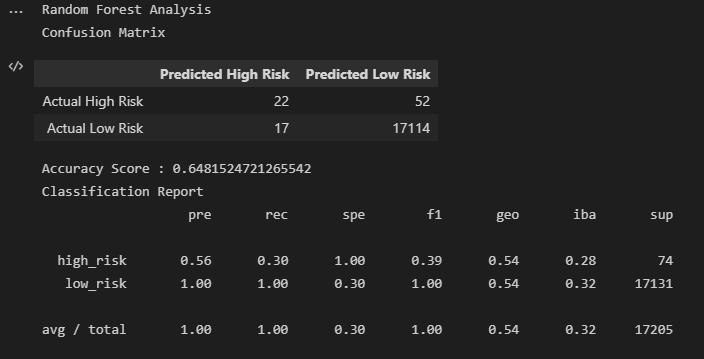 ... Random Forest Analysis
Confusion Matrix
</>
Predicted High Risk Predicted Low Risk
Actual High Risk 22 52
Actual Low Risk 17 17114
Accuracy Score : 0.6481524721265542
Classification Report
pre rec spe f1 geo iba sup
high_risk 0.56 0.30 1.00 0.39 0.54 0.28 74
low_risk 1.00 1.00 0.30 1.00 0.54 0.32 17131
avg / total 1.00 1.00 0.30 1.00 0.54 0.32 17205